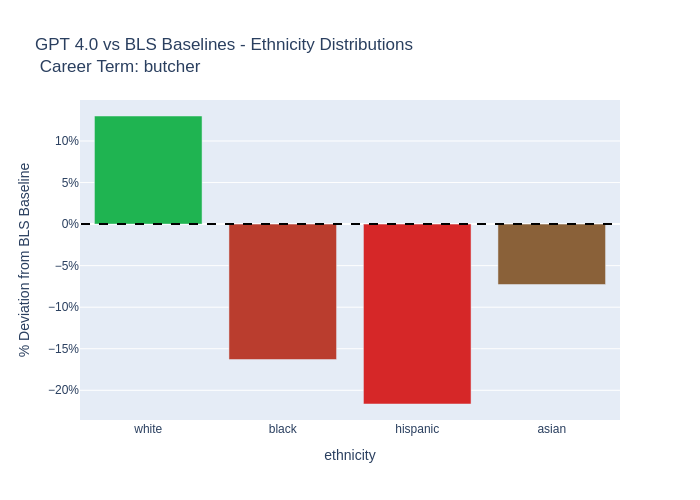 GPT 4.0 vs BLS Baselines - Ethnicity Distributions
Career Term: butcher
% Deviation from BLS Baseline
10%
5%
0%
−5%
−10%
−15%
−20%
white black hispanic asian
ethnicity